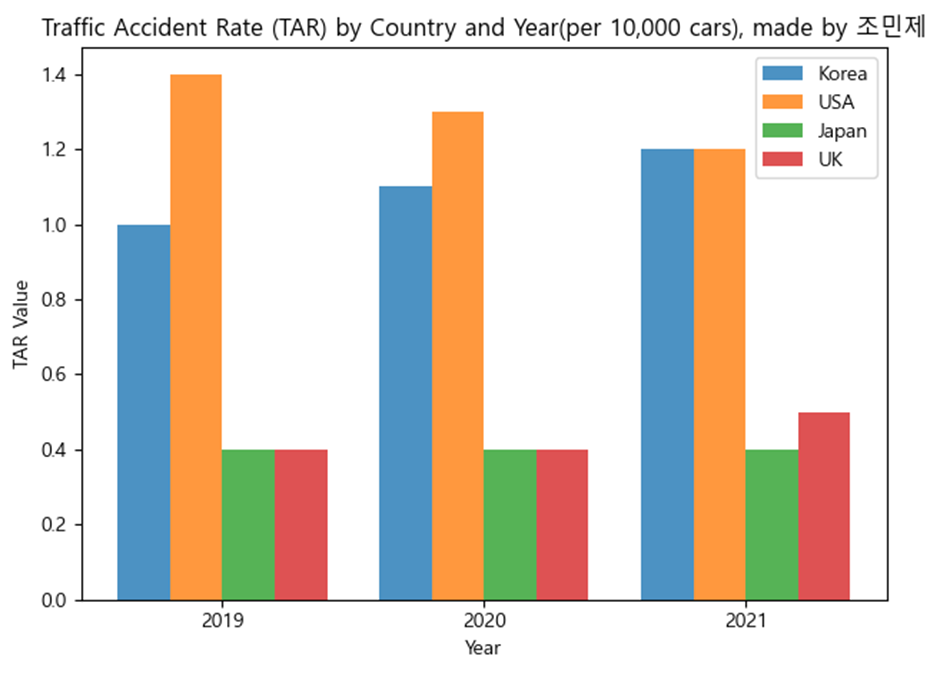 Traffic Accident Rate (TAR) by Country and Year(per 10,000 cars), made by 조민제
Korea
USA
Japan
UK
TAR Value
1.4
1.2
1.0
0.8
0.6
0.4
0.2
0.0
2019 2020 2021
Year